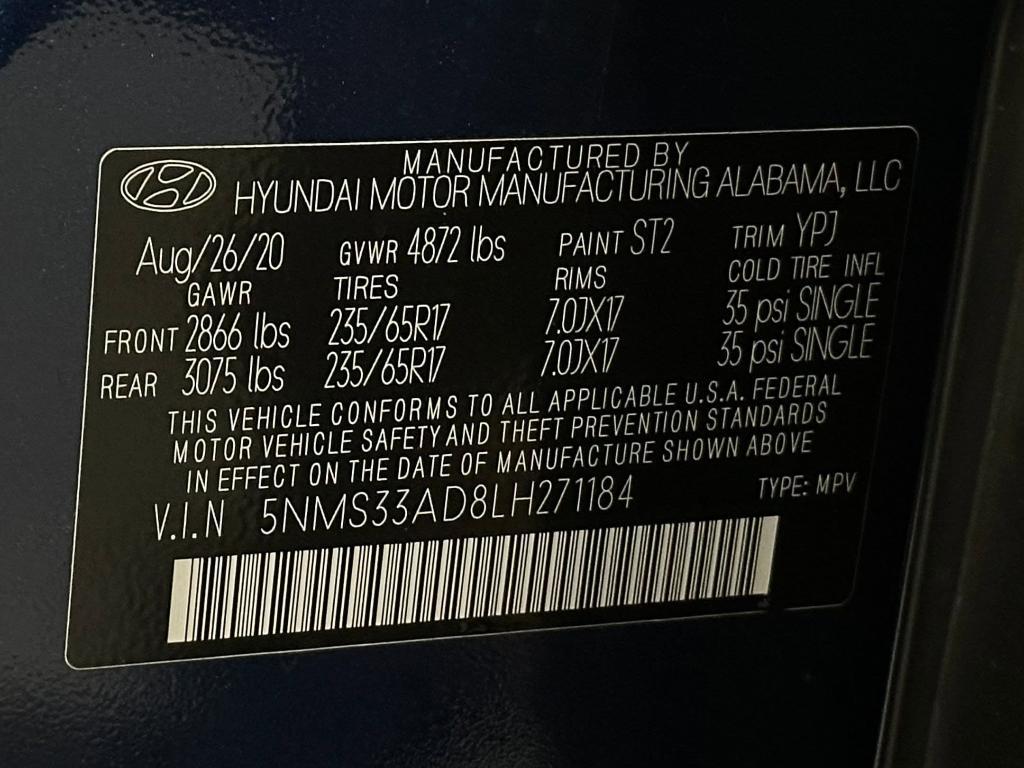 MANUFACTURED BY
HYUNDAI MOTOR MANUFACTURING ALABAMA, LLC
Aug/26/20 GVWR 4872 lbs PAINT ST2 TRIM YPJ
GAWR TIRES RIMS COLD TIRE INFL
FRONT 2866 lbs 235/65R17 7.0JX17 35 psi SINGLE
REAR 3075 lbs 235/65R17 7.0JX17 35 psi SINGLE
THIS VEHICLE CONFORMS TO ALL APPLICABLE U.S.A. FEDERAL
MOTOR VEHICLE SAFETY AND THEFT PREVENTION STANDARDS
IN EFFECT ON THE DATE OF MANUFACTURE SHOWN ABOVE
V.I.N 5NMS33AD8LH271184 TYPE: MPV